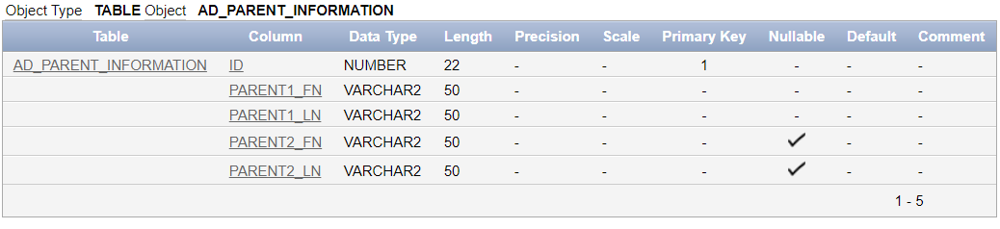 Object Type TABLE Object AD_PARENT_INFORMATION
Table Column Data Type Length Precision Scale Primary Key Nullable Default Comment
AD_PARENT_INFORMATION ID NUMBER 22 - - 1 - - -
PARENT1_FN VARCHAR2 50 - - - - - -
PARENT1_LN VARCHAR2 50 - - - - - -
PARENT2_FN VARCHAR2 50 - - - ✓ - -
PARENT2_LN VARCHAR2 50 - - - ✓ - -
1 - 5